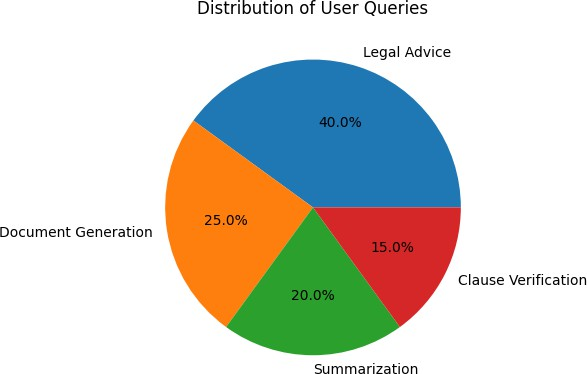 Distribution of User Queries
Legal Advice
40.0%
Document Generation
25.0%
20.0%
Summarization
15.0%
Clause Verification